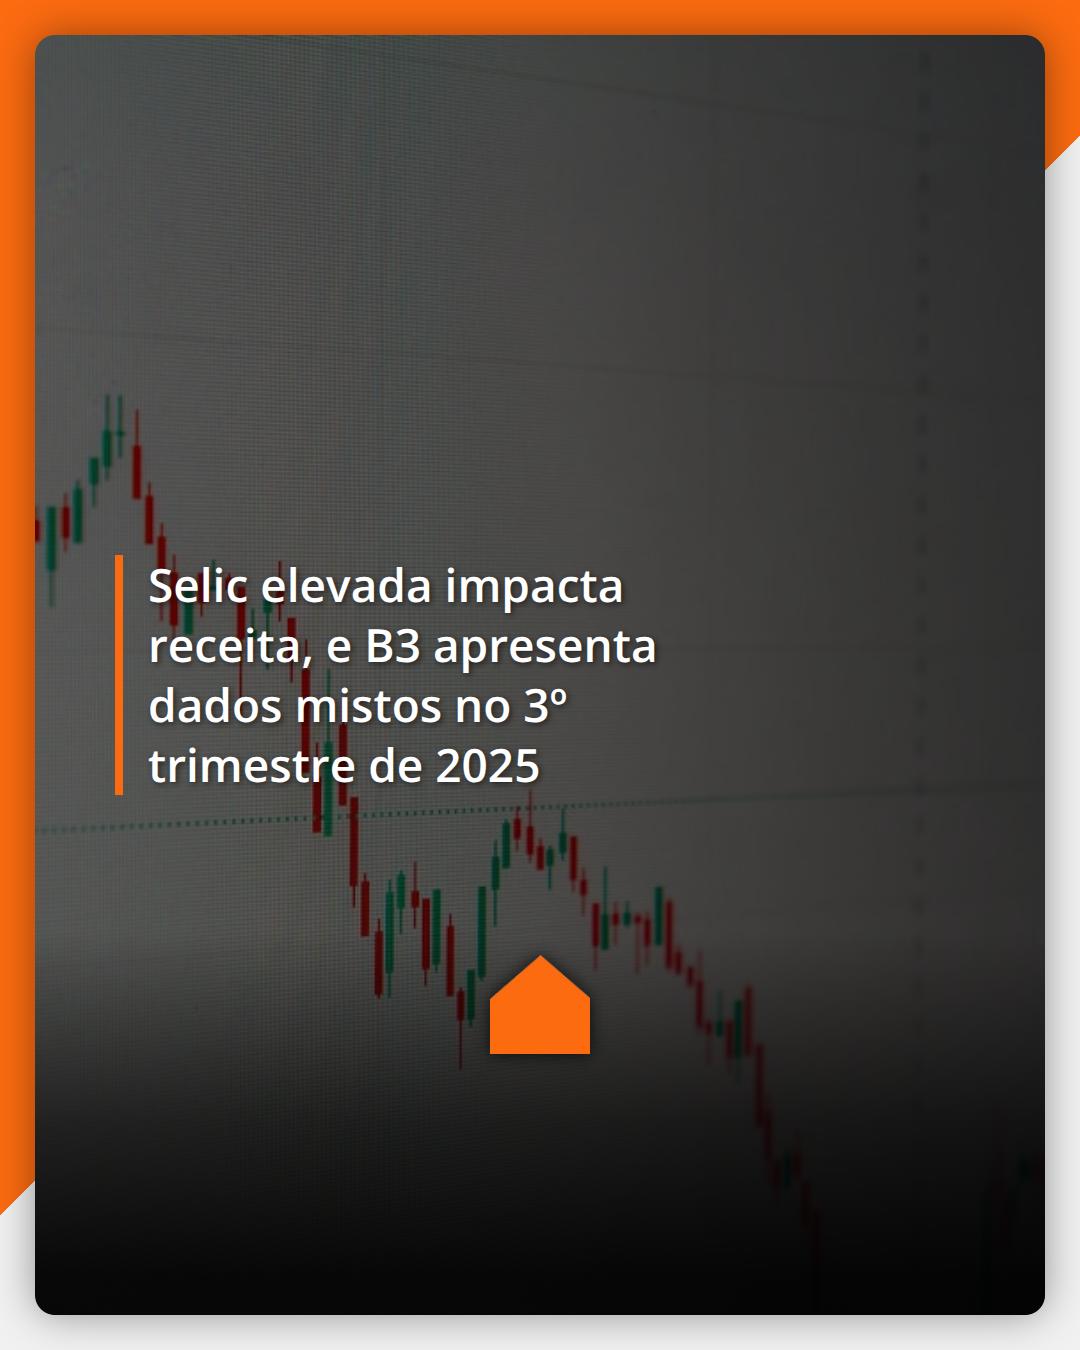 Selic elevada impacta
receita, e B3 apresenta
dados mistos no 3º
trimestre de 2025